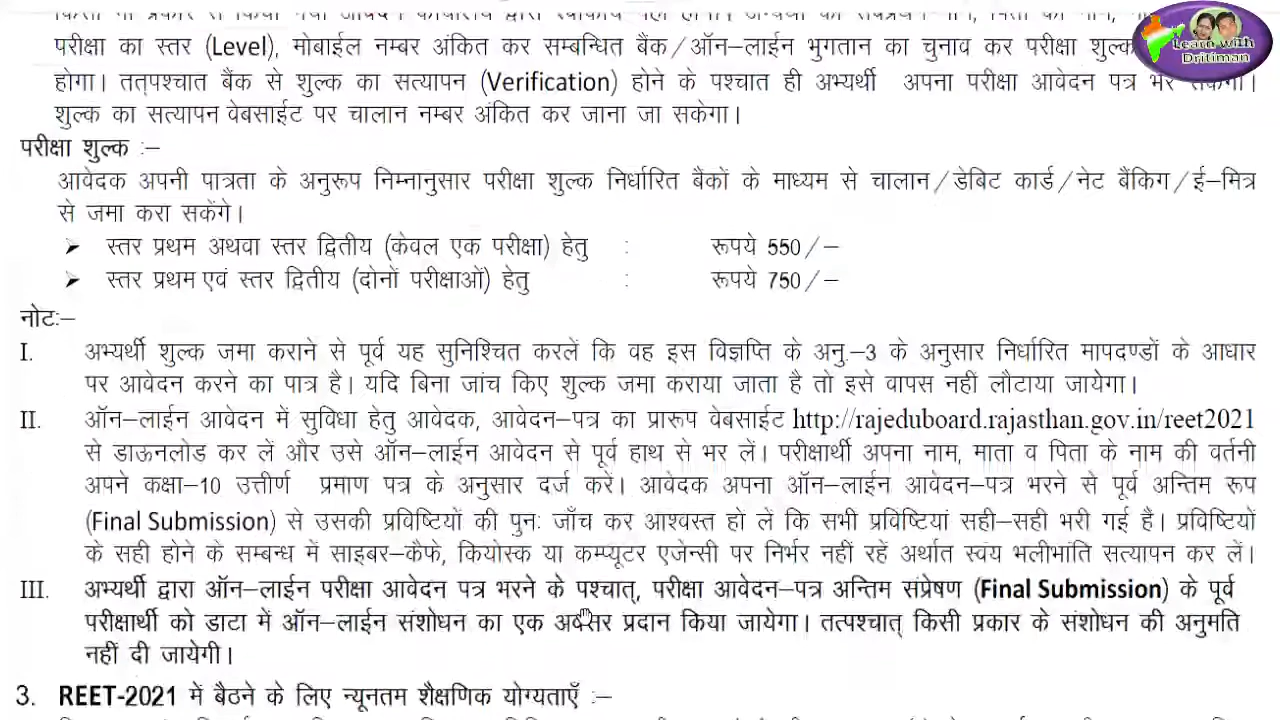 परीक्षा का स्तर (Level), मोबाईल नम्बर अंकित कर सम्बन्धित बैंक/ऑन–लाईन भुगतान का चुनाव कर परीक्षा शुल्क
होगा। तत्पश्चात बैंक से शुल्क का सत्यापन (Verification) होने के पश्चात ही अभ्यर्थी अपना परीक्षा आवेदन पत्र भर सकेगा।
शुल्क का सत्यापन वेबसाईट पर चालान नम्बर अंकित कर जाना जा सकेगा।
परीक्षा शुल्क :–
आवेदक अपनी पात्रता के अनुरूप निम्नानुसार परीक्षा शुल्क निर्धारित बैंकों के माध्यम से चालान/डेबिट कार्ड/नेट बैंकिग/ई–मित्र
से जमा करा सकेंगे।
➢ स्तर प्रथम अथवा स्तर द्वितीय (केवल एक परीक्षा) हेतु : रूपये 550/–
➢ स्तर प्रथम एवं स्तर द्वितीय (दोनों परीक्षाओं) हेतु : रूपये 750/–
नोटः–
I. अभ्यर्थी शुल्क जमा कराने से पूर्व यह सुनिश्चित करलें कि वह इस विज्ञप्ति के अनु.–3 के अनुसार निर्धारित मापदण्डों के आधार
पर आवेदन करने का पात्र है। यदि बिना जांच किए शुल्क जमा कराया जाता है तो इसे वापस नहीं लौटाया जायेगा।
II. ऑन–लाईन आवेदन में सुविधा हेतु आवेदक, आवेदन–पत्र का प्रारूप वेबसाईट http://rajeduboard.rajasthan.gov.in/reet2021
से डाऊनलोड कर लें और उसे ऑन–लाईन आवेदन से पूर्व हाथ से भर लें। परीक्षार्थी अपना नाम, माता व पिता के नाम की वर्तनी
अपने कक्षा–10 उत्तीर्ण प्रमाण पत्र के अनुसार दर्ज करें। आवेदक अपना ऑन–लाईन आवेदन–पत्र भरने से पूर्व अन्तिम रूप
(Final Submission) से उसकी प्रविष्टियों की पुनः जाँच कर आश्वस्त हो लें कि सभी प्रविष्टियां सही–सही भरी गई हैं। प्रविष्टियों
के सही होने के सम्बन्ध में साइबर–कैफे, कियोस्क या कम्प्यूटर एजेन्सी पर निर्भर नहीं रहें अर्थात स्वंय भलीभांति सत्यापन कर लें।
III. अभ्यर्थी द्वारा ऑन–लाईन परीक्षा आवेदन पत्र भरने के पश्चात्, परीक्षा आवेदन–पत्र अन्तिम संप्रेषण (Final Submission) के पूर्व
परीक्षार्थी को डाटा में ऑन–लाईन संशोधन का एक अवसर प्रदान किया जायेगा। तत्पश्चात् किसी प्रकार के संशोधन की अनुमति
नहीं दी जायेगी।
3. REET-2021 में बैठने के लिए न्यूनतम शैक्षणिक योग्यताएँ :–
Learn with
Dritiman